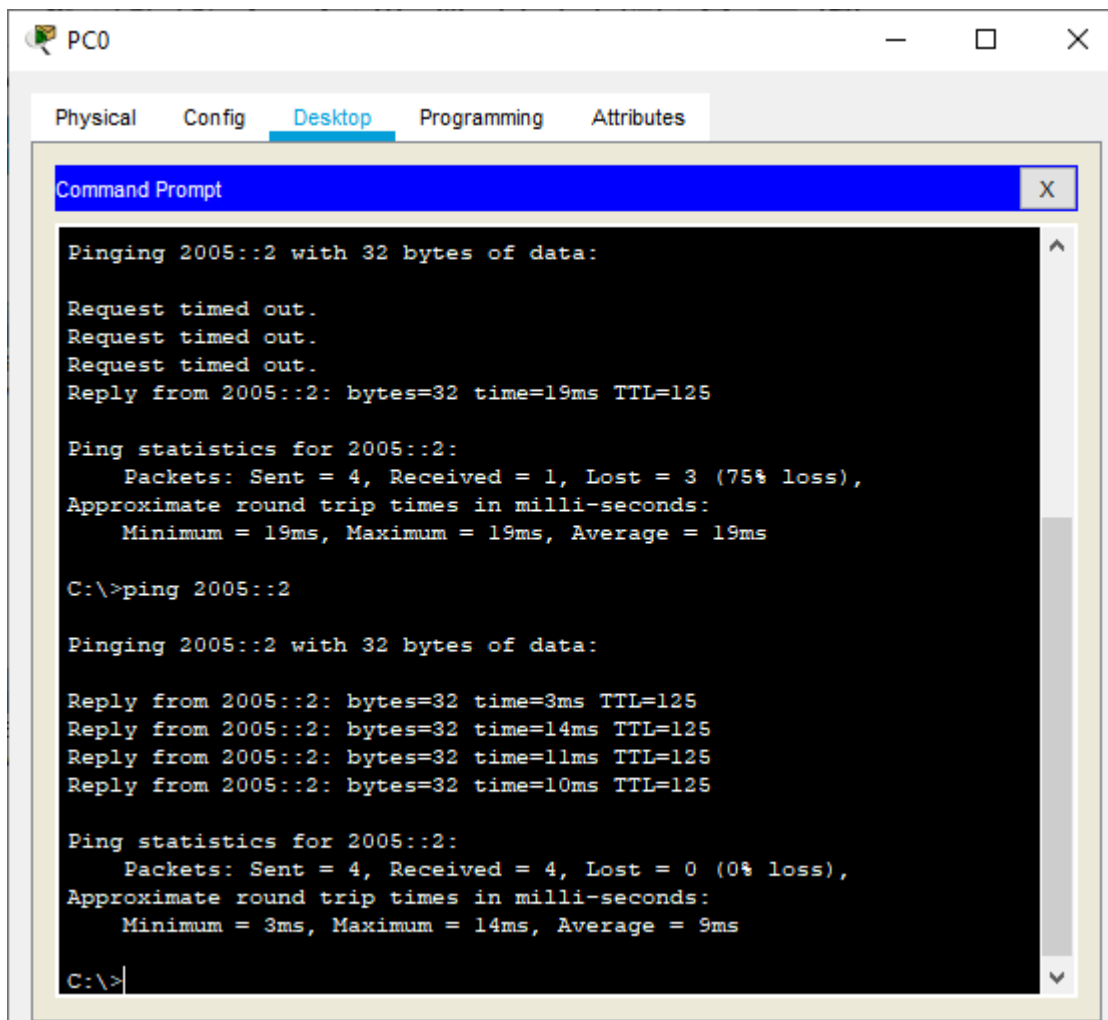 PC0
Physical Config Desktop Programming Attributes
Command Prompt
X
Pinging 2005::2 with 32 bytes of data:
Request timed out.
Request timed out.
Request timed out.
Reply from 2005::2: bytes=32 time=19ms TTL=125
Ping statistics for 2005::2:
Packets: Sent = 4, Received = 1, Lost = 3 (75% loss),
Approximate round trip times in milli-seconds:
Minimum = 19ms, Maximum = 19ms, Average = 19ms
C:\>ping 2005::2
Pinging 2005::2 with 32 bytes of data:
Reply from 2005::2: bytes=32 time=3ms TTL=125
Reply from 2005::2: bytes=32 time=14ms TTL=125
Reply from 2005::2: bytes=32 time=11ms TTL=125
Reply from 2005::2: bytes=32 time=10ms TTL=125
Ping statistics for 2005::2:
Packets: Sent = 4, Received = 4, Lost = 0 (0% loss),
Approximate round trip times in milli-seconds:
Minimum = 3ms, Maximum = 14ms, Average = 9ms
C:\>